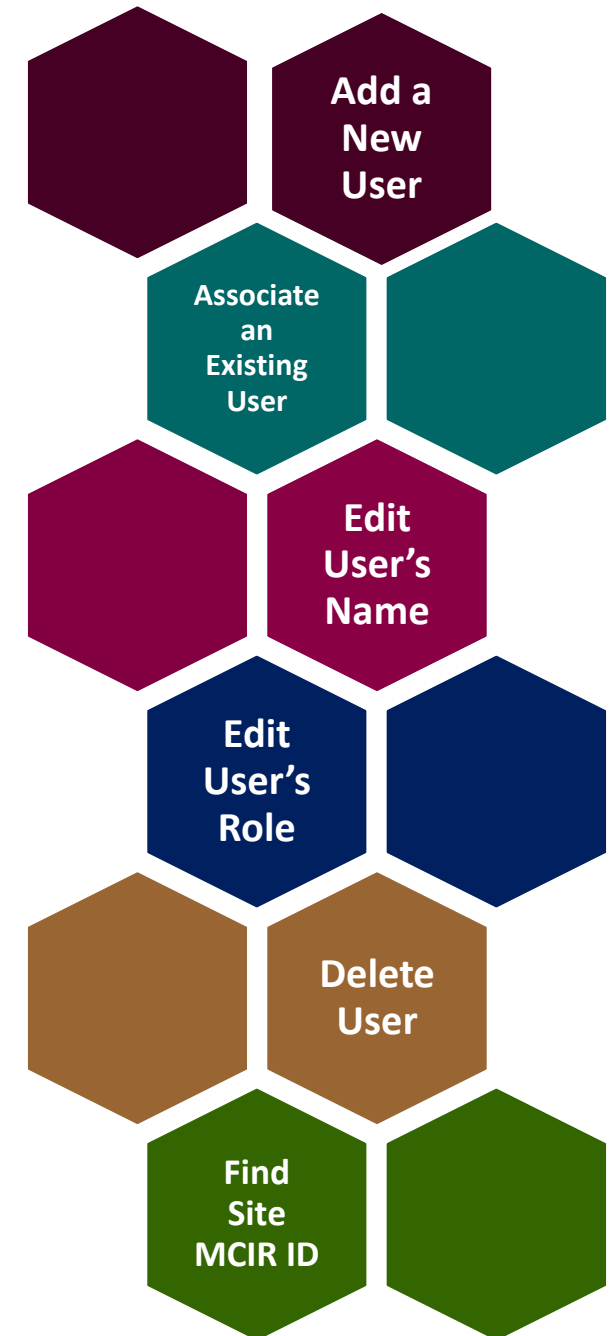 Add a
New
User
Associate
an
Existing
User
Edit
User’s
Name
Edit
User’s
Role
Delete
User
Find
Site
MCIR ID